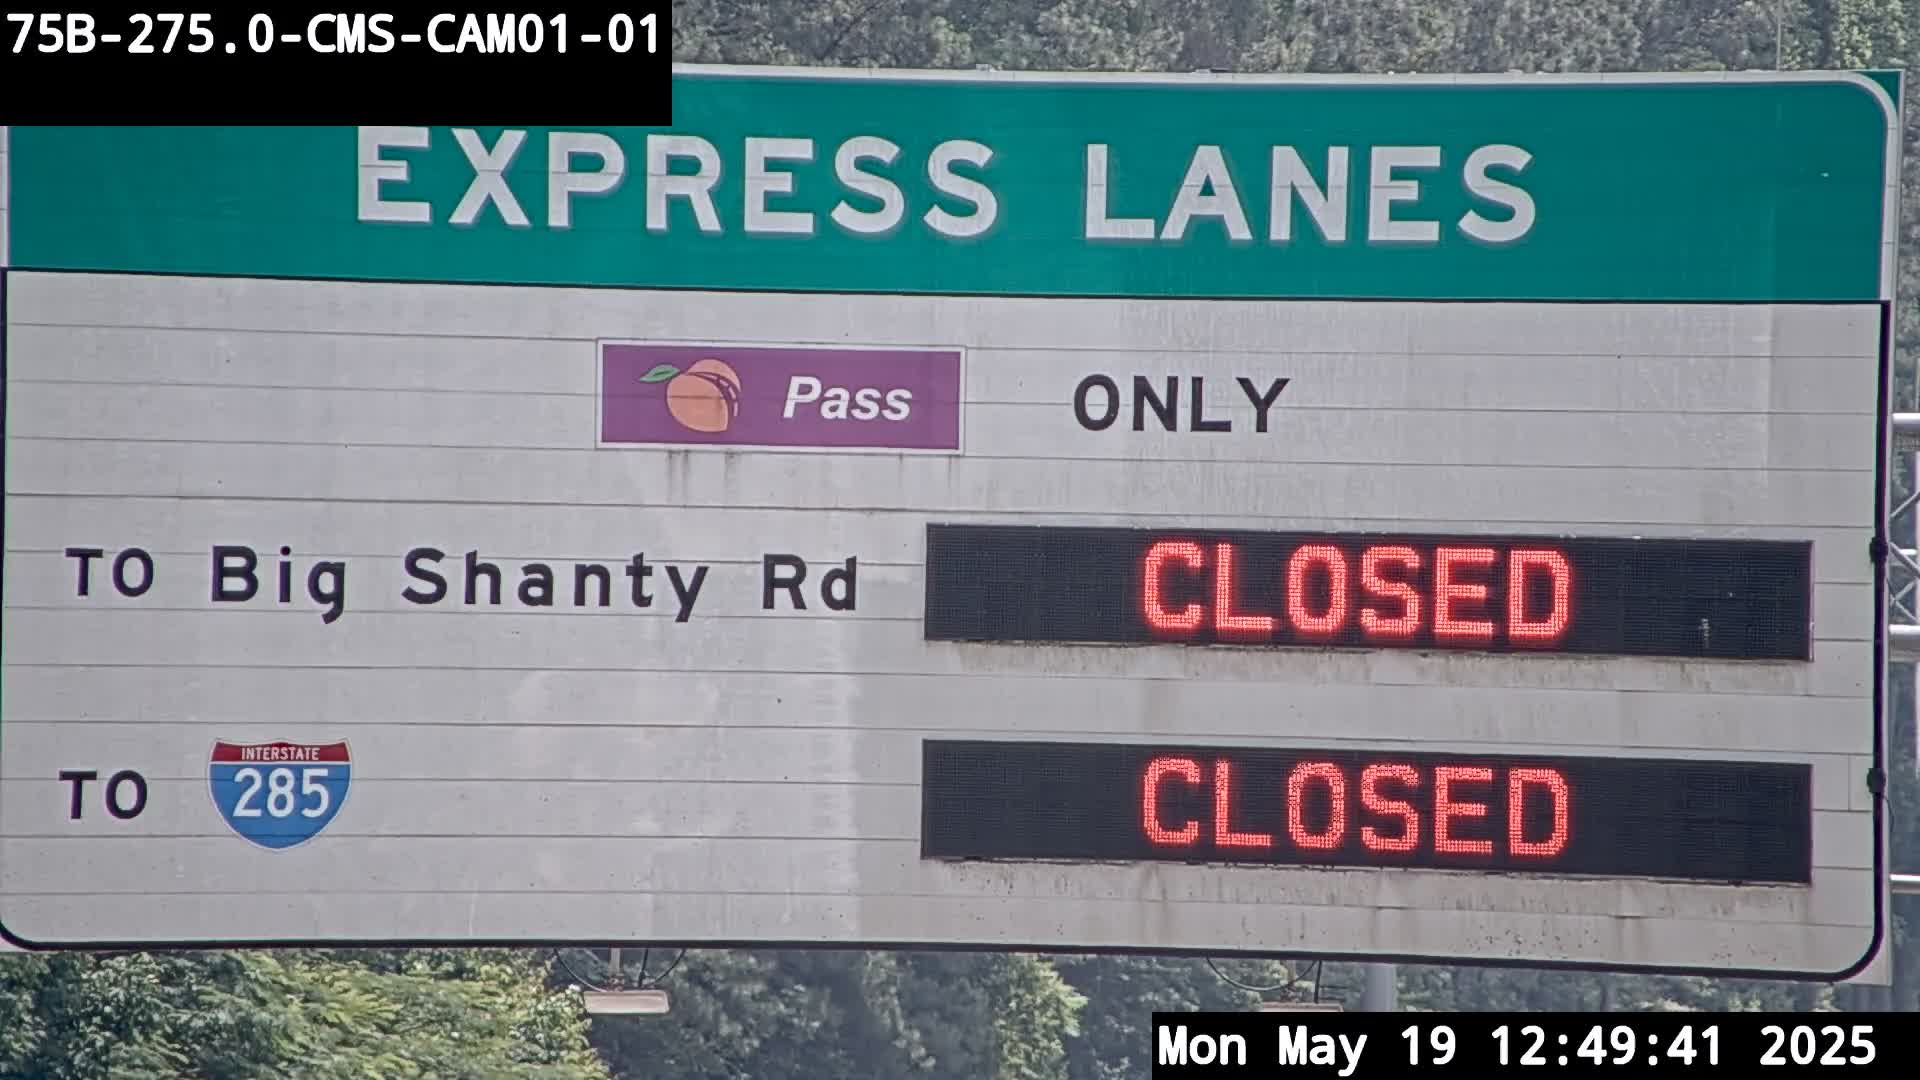 75B-275.0-CMS-CAM01-01
EXPRESS LANES
Pass ONLY
TO Big Shanty Rd CLOSED
INTERSTATE
TO 285 CLOSED
Mon May 19 12:49:41 2025